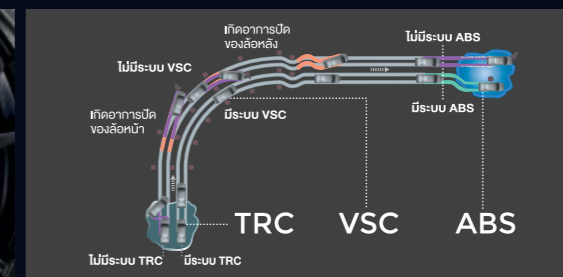 เกิดอาการปัด
ของล้อหลัง
ไม่มีระบบ ABS
ไม่มีระบบ VSC
มีระบบ VSC
มีระบบ ABS
เกิดอาการปัด
ของล้อหน้า
TRC VSC ABS
ไม่มีระบบ TRC มีระบบ TRC